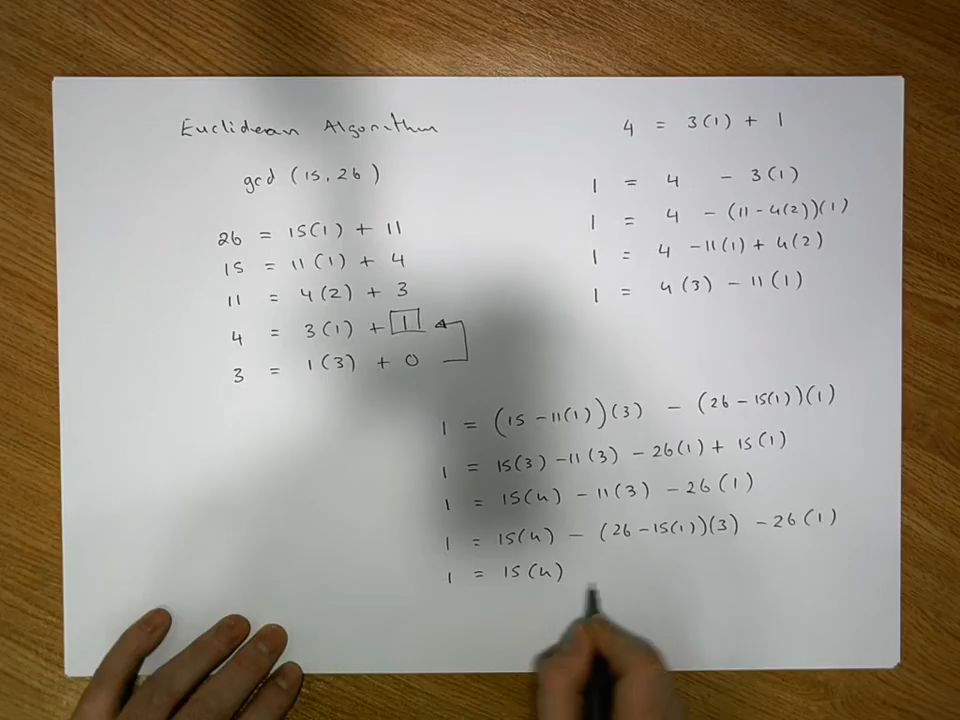 Euclidean Algorithm
gcd (15, 26)
26 = 15(1) + 11
15 = 11(1) + 4
11 = 4(2) + 3
4 = 3(1) + 1
3 = 1(3) + 0
4 = 3(1) + 1
1 = 4 - 3(1)
1 = 4 - (11 - 4(2))(1)
1 = 4 - 11(1) + 4(2)
1 = 4(3) - 11(1)
1 = (15 - 11(1))(3) - (26 - 15(1))(1)
1 = 15(3) - 11(3) - 26(1) + 15(1)
1 = 15(4) - 11(3) - 26(1)
1 = 15(4) - (26 - 15(1))(3) - 26(1)
1 = 15(4)